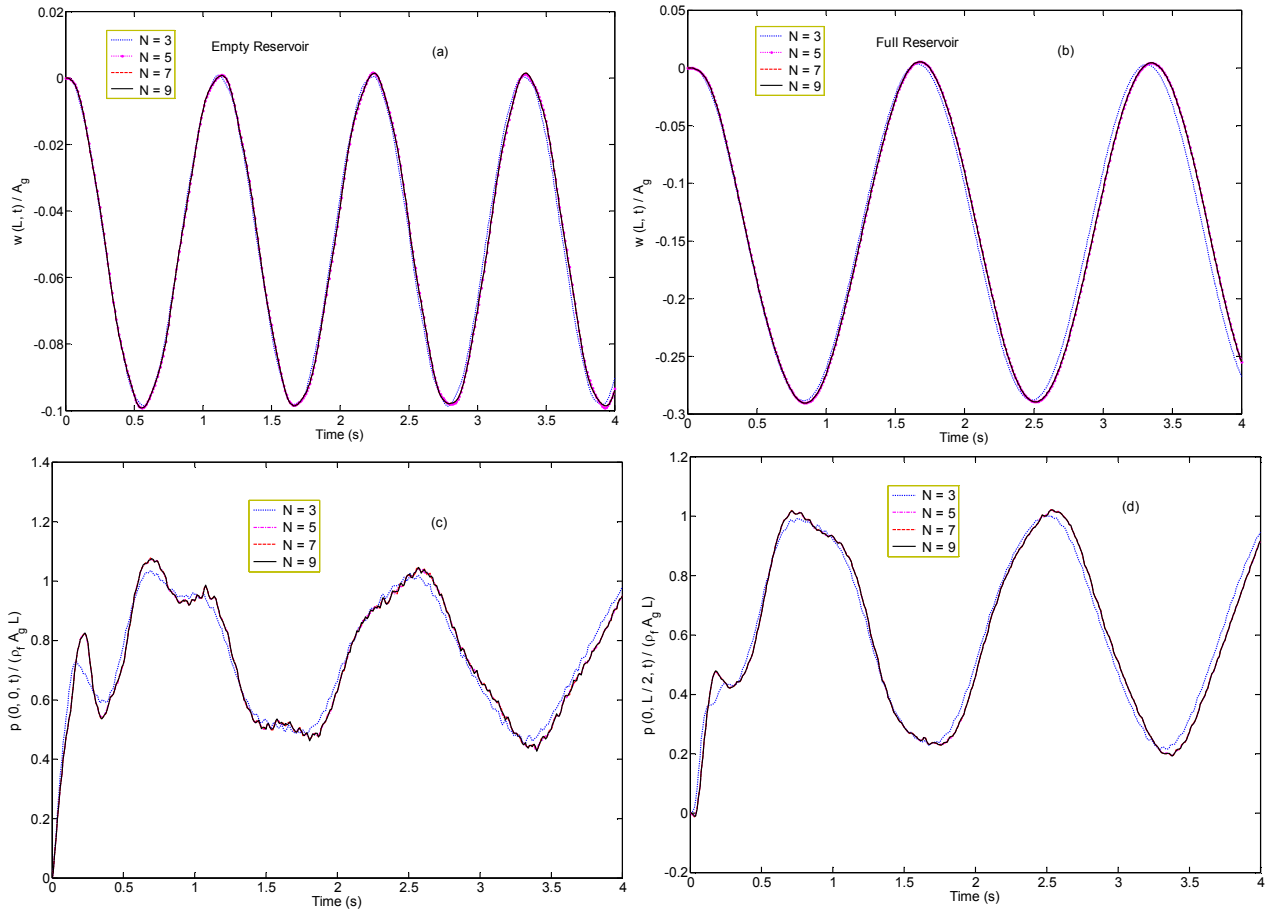 0.02
0
-0.02
-0.04
-0.06
-0.08
-0.1
w (L, t) / A_g
N = 3
N = 5
N = 7
N = 9
Empty Reservoir
(a)
0 0.5 1 1.5 2 2.5 3 3.5 4
Time (s)
0.05
0
-0.05
-0.1
-0.15
-0.2
-0.25
-0.3
w (L, t) / A_g
N = 3
N = 5
N = 7
N = 9
Full Reservoir
(b)
0 0.5 1 1.5 2 2.5 3 3.5 4
Time (s)
1.4
1.2
1
0.8
0.6
0.4
0.2
0
p (0, 0, t) / (ρ_f A_g L)
N = 3
N = 5
N = 7
N = 9
(c)
0 0.5 1 1.5 2 2.5 3 3.5 4
Time (s)
1.2
1
0.8
0.6
0.4
0.2
0
-0.2
p (0, L / 2, t) / (ρ_f A_g L)
N = 3
N = 5
N = 7
N = 9
(d)
0 0.5 1 1.5 2 2.5 3 3.5 4
Time (s)